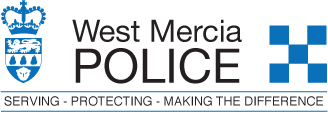 West Mercia
POLICE
SERVING - PROTECTING - MAKING THE DIFFERENCE